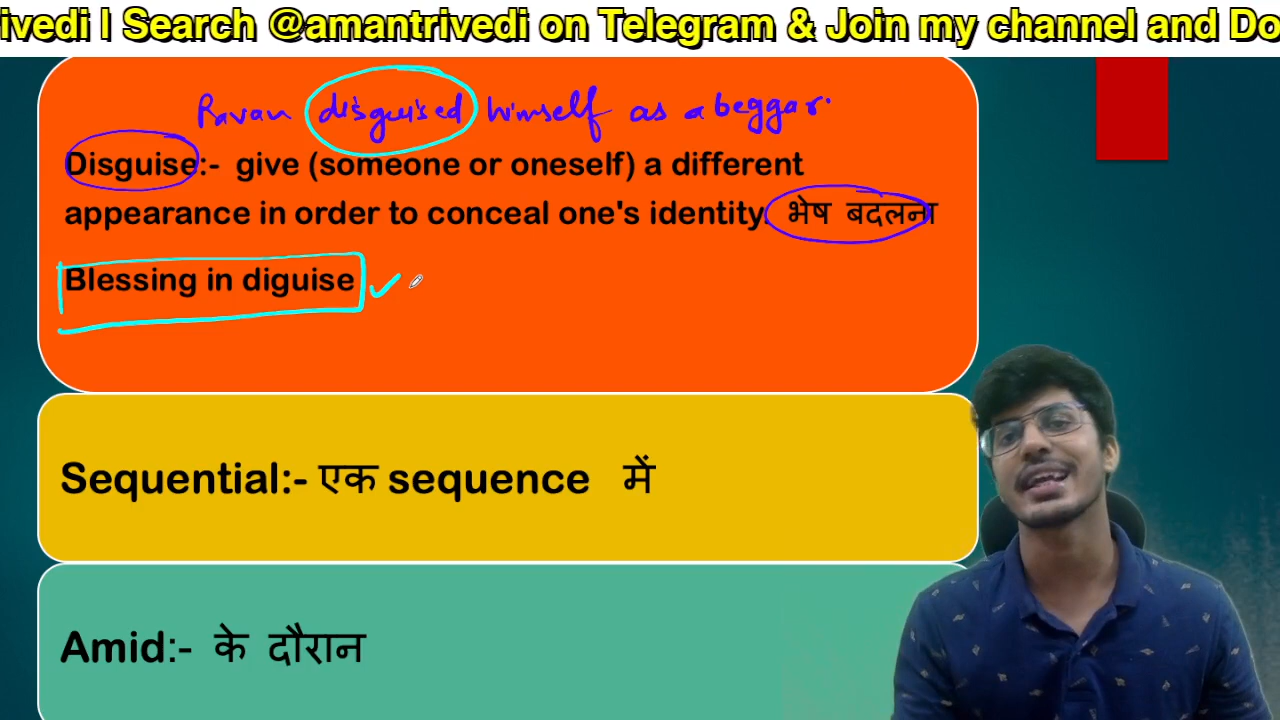 ivedi I Search @amantrivedi on Telegram & Join my channel and Do
Ravan disguised himself as a beggar.
Disguise:- give (someone or oneself) a different
appearance in order to conceal one's identity. भेष बदलना
Blessing in diguise
Sequential:- एक sequence में
Amid:- के दौरान